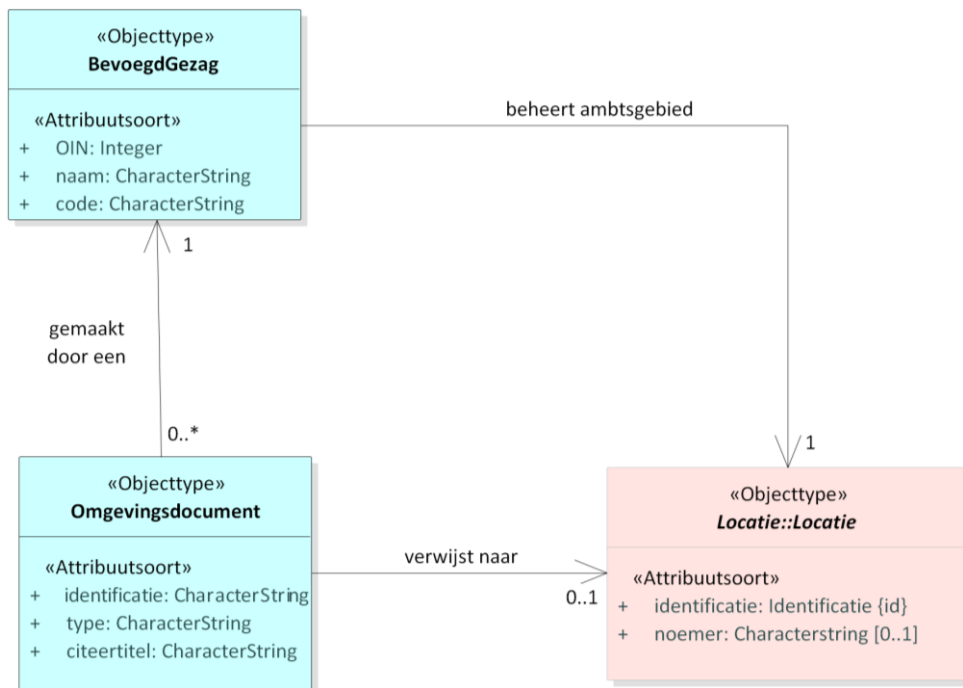 «Objecttype»
BevoegdGezag
«Attribuutsoort»
+ OIN: Integer
+ naam: CharacterString
+ code: CharacterString
beheert ambtsgebied
1
gemaakt
door een
0..*
1
«Objecttype»
Omgevingsdocument
«Attribuutsoort»
+ identificatie: CharacterString
+ type: CharacterString
+ citeertitel: CharacterString
verwijst naar
0..1
«Objecttype»
Locatie::Locatie
«Attribuutsoort»
+ identificatie: Identificatie {id}
+ noemer: Characterstring [0..1]